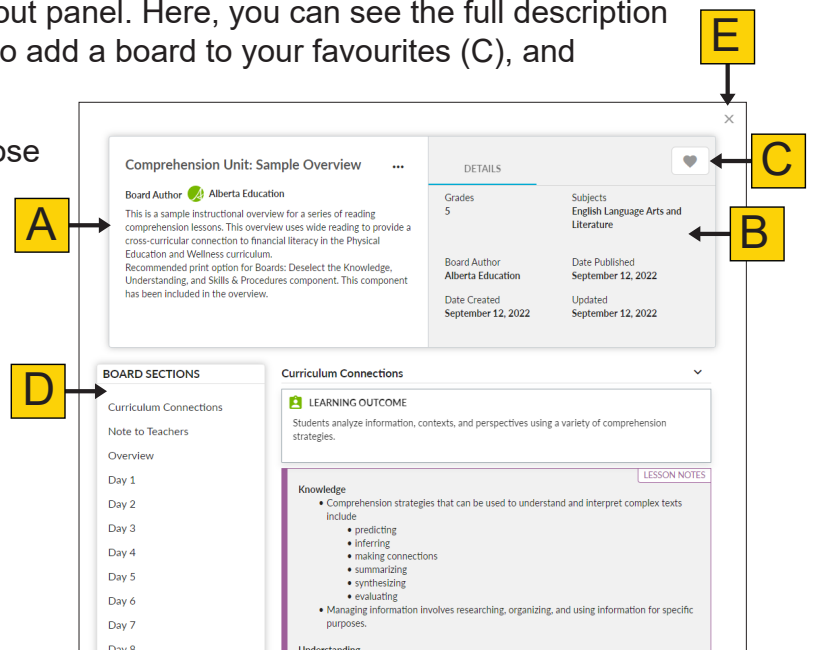 out panel. Here, you can see the full description
o add a board to your favourites (C), and
E
ose
C
Comprehension Unit: Sample Overview ...
DETAILS
Board Author Alberta Education
A
This is a sample instructional overview for a series of reading
comprehension lessons. This overview uses wide reading to provide a
cross-curricular connection to financial literacy in the Physical
Education and Wellness curriculum.
Recommended print option for Boards: Deselect the Knowledge,
Understanding, and Skills & Procedures component. This component
has been included in the overview.
Grades
5
Subjects
English Language Arts and
Literature
B
Board Author
Alberta Education
Date Published
September 12, 2022
Date Created
September 12, 2022
Updated
September 12, 2022
D
BOARD SECTIONS
Curriculum Connections
Note to Teachers
Overview
Day 1
Day 2
Day 3
Day 4
Day 5
Day 6
Day 7
Day 8
Curriculum Connections
LEARNING OUTCOME
Students analyze information, contexts, and perspectives using a variety of comprehension
strategies.
LESSON NOTES
Knowledge
• Comprehension strategies that can be used to understand and interpret complex texts
include
• predicting
• inferring
• making connections
• summarizing
• synthesizing
• evaluating
• Managing information involves researching, organizing, and using information for specific
purposes.
Understanding